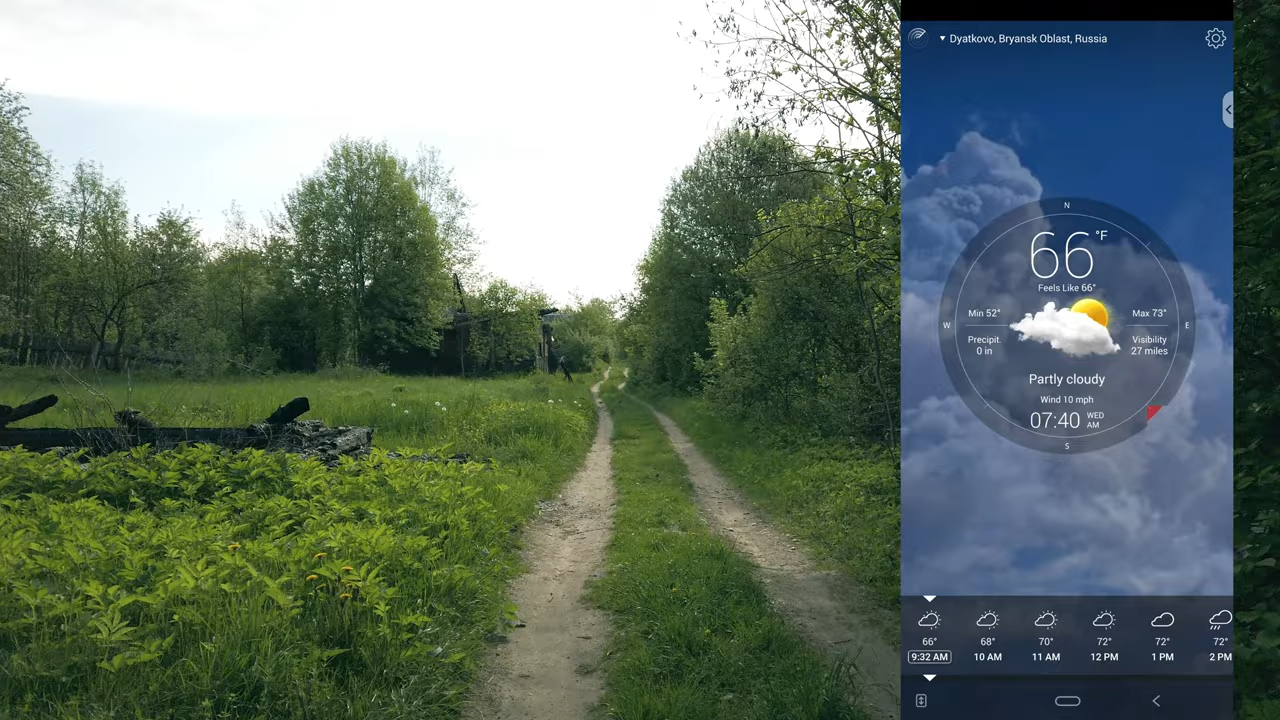 Dyatkovo, Bryansk Oblast, Russia
N
66 °F
Feels Like 66°
Min 52°
Max 73°
W
E
Precipit.
0 in
Visibility
27 miles
Partly cloudy
Wind 10 mph
07:40 WED AM
S
66° 68° 70° 72° 72° 72°
9:32 AM 10 AM 11 AM 12 PM 1 PM 2 PM